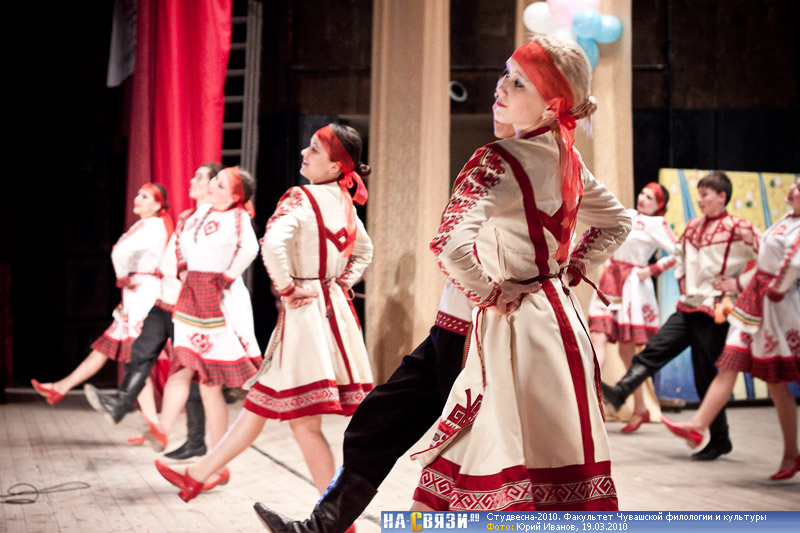 НА СВЯЗИ.RU Студвесна-2010. Факультет Чувашской филологии и культуры
Фото: Юрий Иванов, 19.03.2010